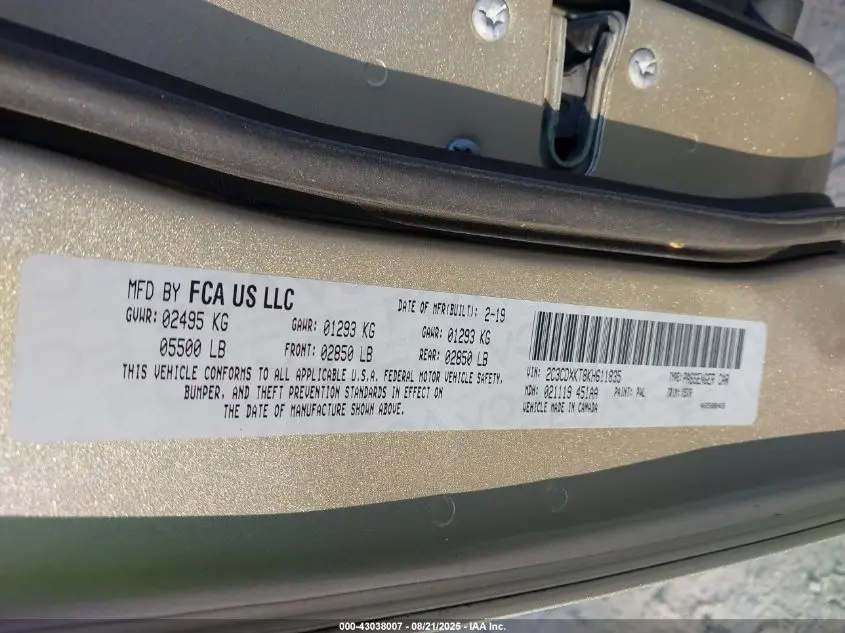 MFD BY FCA US LLC
DATE OF MFR(BUILT): 2-19
GVWR: 02495 KG GAWR: 01293 KG GAWR: 01293 KG
05500 LB FRONT: 02850 LB REAR: 02850 LB
THIS VEHICLE CONFORMS TO ALL APPLICABLE U.S.A. FEDERAL MOTOR VEHICLE SAFETY,
BUMPER, AND THEFT PREVENTION STANDARDS IN EFFECT ON
THE DATE OF MANUFACTURE SHOWN ABOVE.
VIN: 2C3CDXKT8KH611835 TYPE: PASSENGER CAR
MDH: 021119 451AA PAINT: PAL TRIM:
VEHICLE MADE IN CANADA
000-43038007 - 08/21/2025 - IAA Inc.